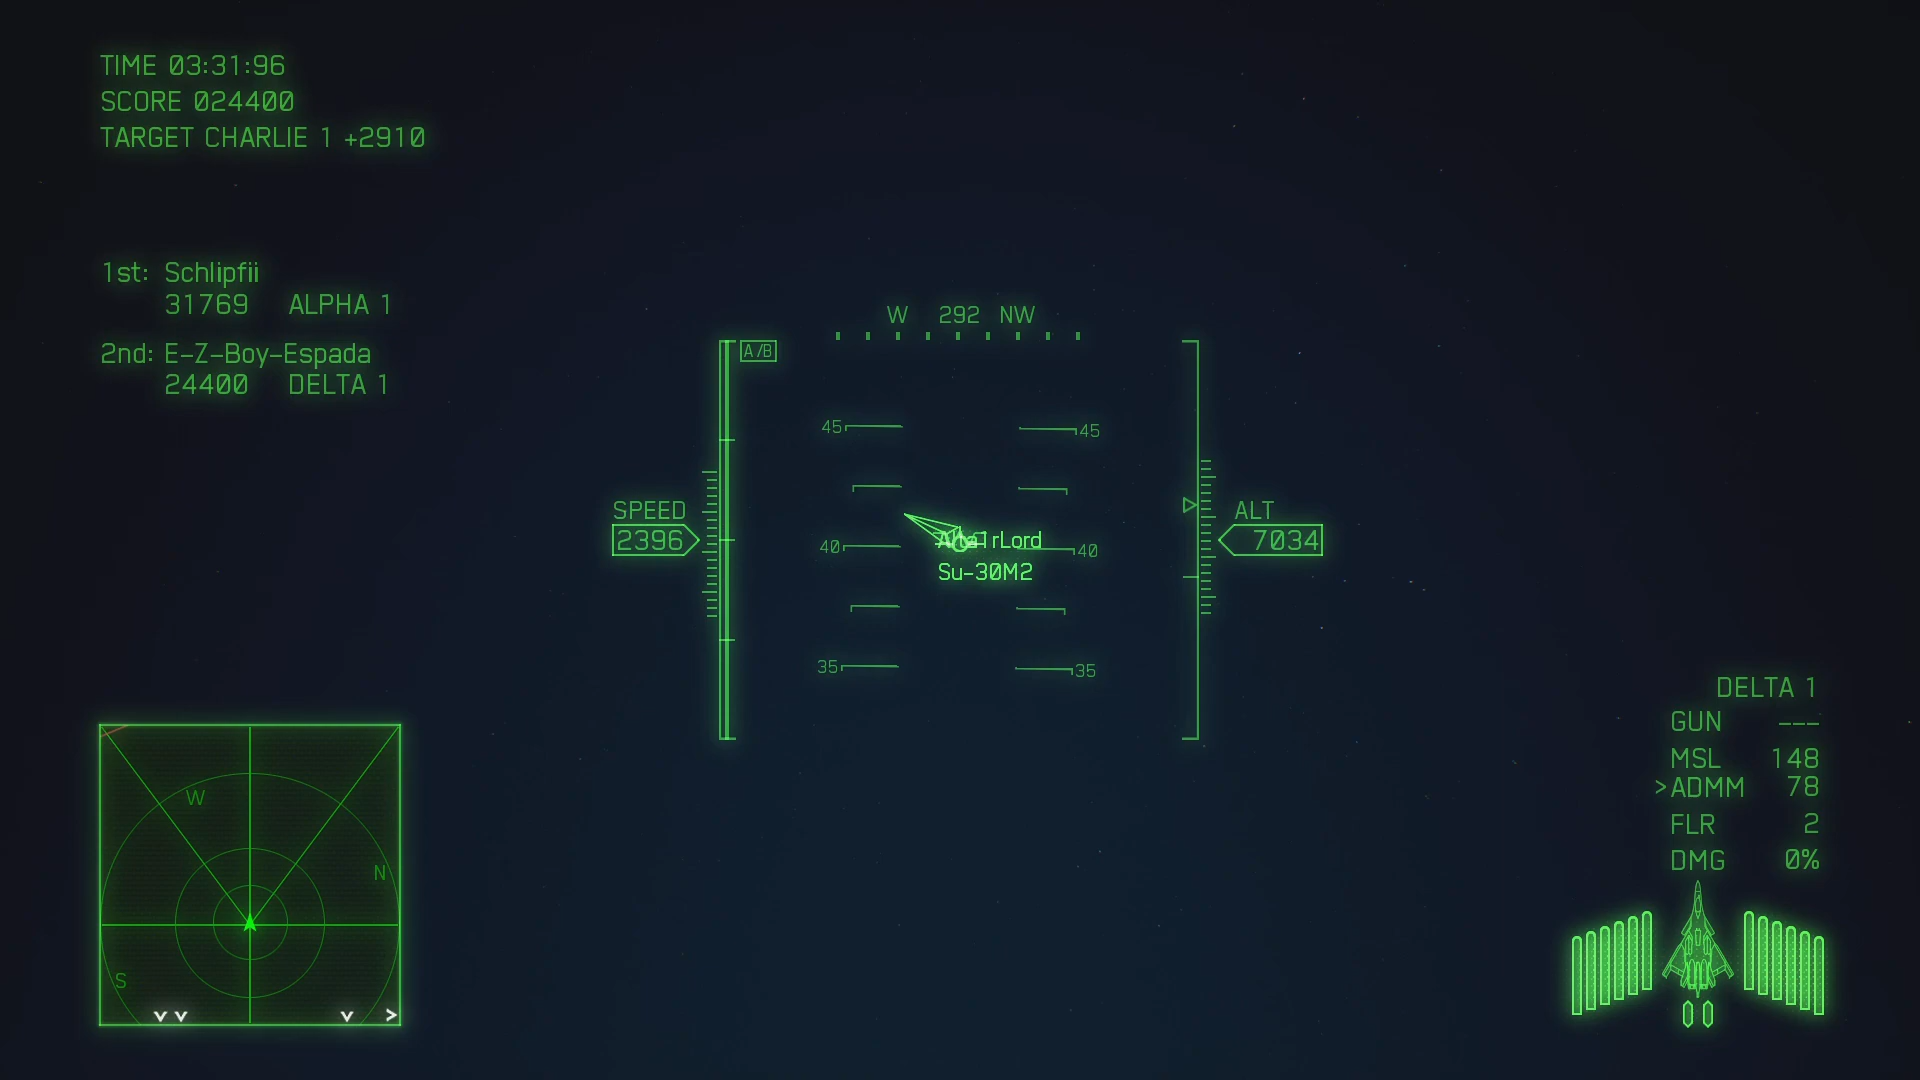 TIME 03:31:96
SCORE 024400
TARGET CHARLIE 1 +2910
1st: Schlipfii
31769 ALPHA 1
2nd: E-Z-Boy-Espada
24400 DELTA 1
W 292 NW
A/B
45 45
SPEED ALT
2396 7034
40 40
Su-30M2
35 35
DELTA 1
GUN ---
MSL 148
>ADMM 78
FLR 2
DMG 0%
W
N
S